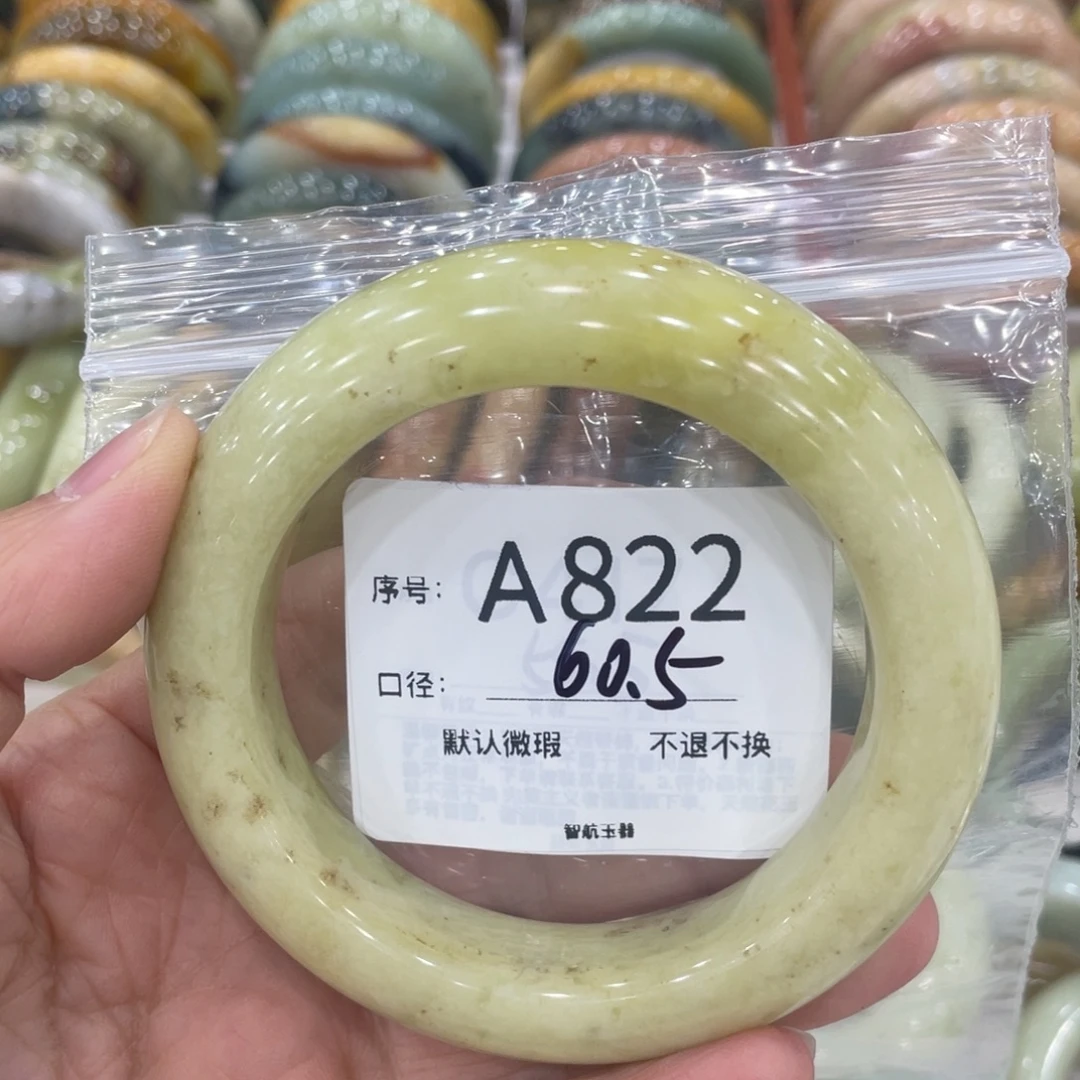 序号: A822
口径: 60.5
默认微瑕 不退不换
智航玉器